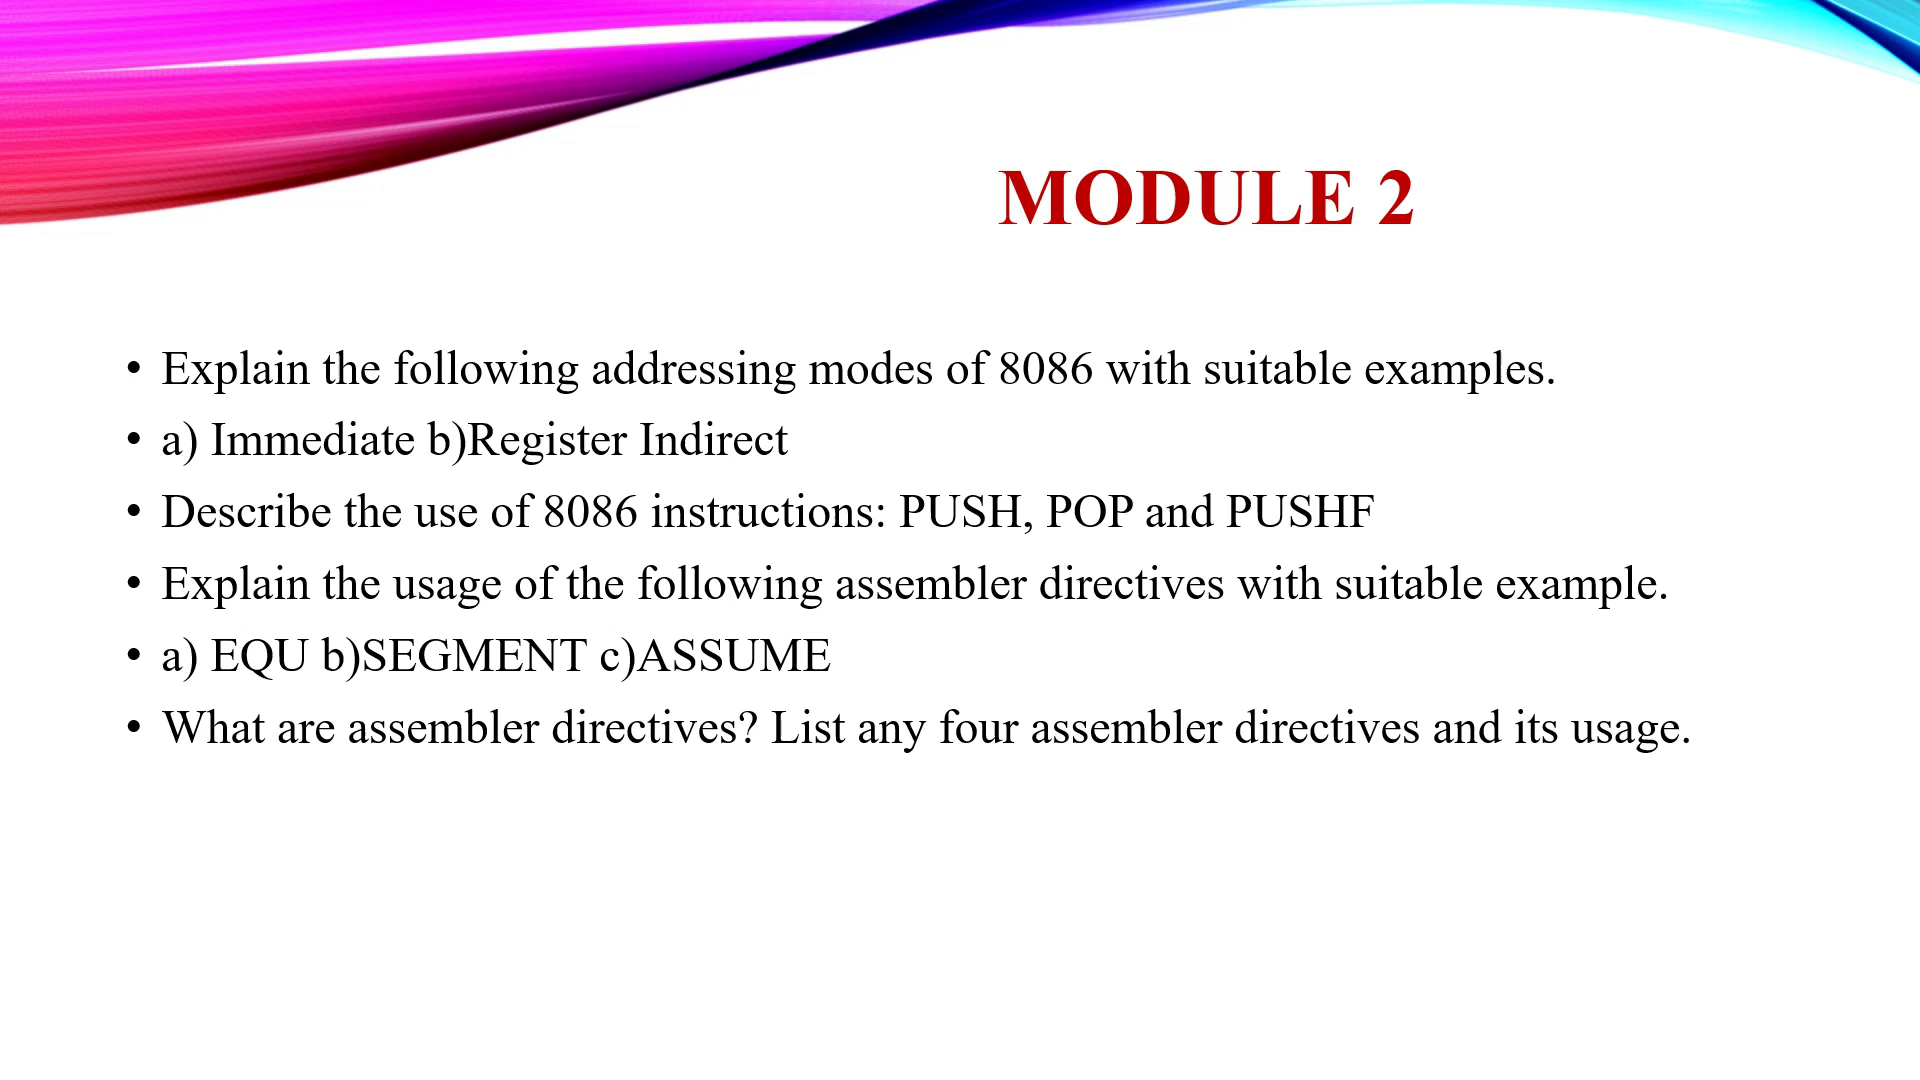 MODULE 2
• Explain the following addressing modes of 8086 with suitable examples.
• a) Immediate b)Register Indirect
• Describe the use of 8086 instructions: PUSH, POP and PUSHF
• Explain the usage of the following assembler directives with suitable example.
• a) EQU b)SEGMENT c)ASSUME
• What are assembler directives? List any four assembler directives and its usage.